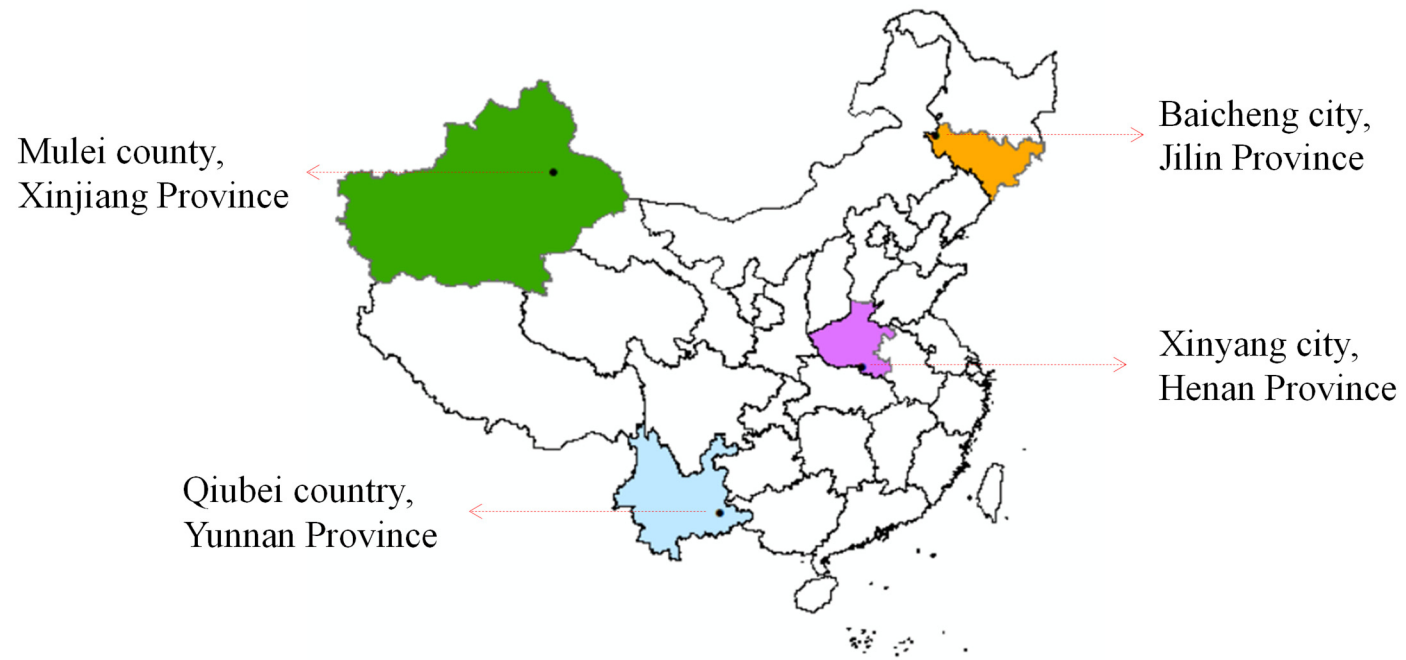 Mulei county,
Xinjiang Province
Baicheng city,
Jilin Province
Xinyang city,
Henan Province
Qiubei country,
Yunnan Province